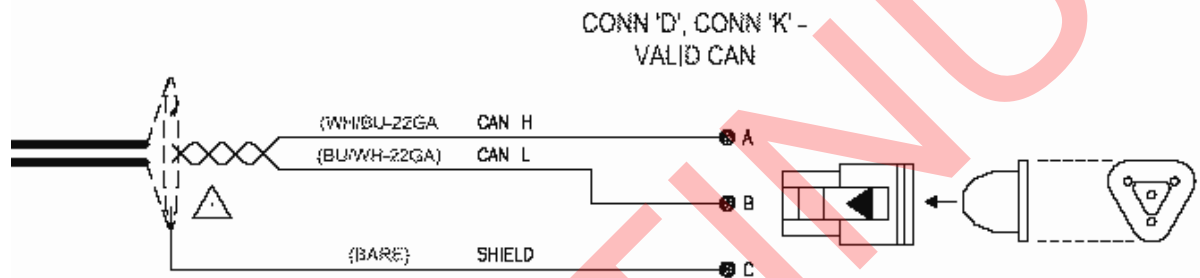 CONN 'D', CONN 'K' -
VALID CAN
(WH/BU-22GA CAN H
A
(BU/WH-22GA) CAN L
B
(BARE) SHIELD
C